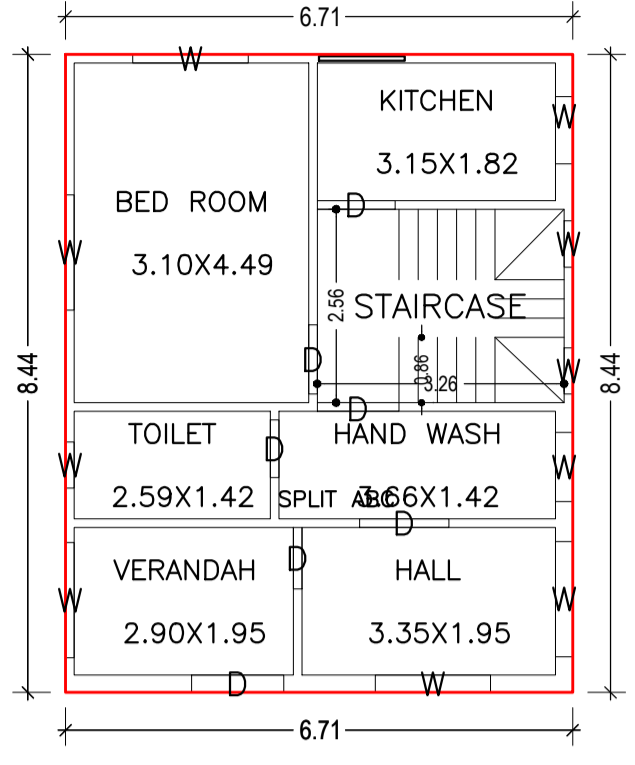 6.71
W
KITCHEN
W
3.15X1.82
BED ROOM
D
3.10X4.49
W
W
2.56
STAIRCASE
8.44
8.44
D
0.86
3.26
W
D
TOILET
HAND WASH
D
W
W
2.59X1.42
SPLIT ABC
3.66X1.42
D
D
VERANDAH
HALL
W
W
2.90X1.95
3.35X1.95
D
W
6.71